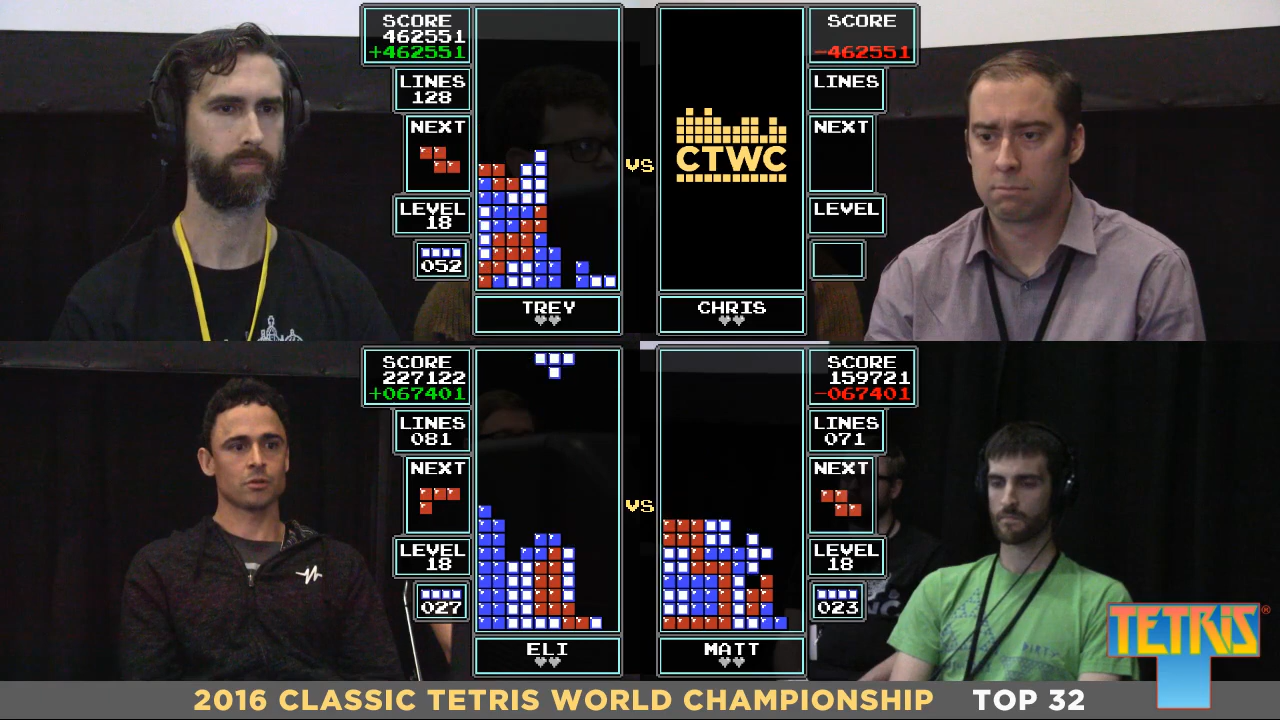 SCORE
462551
+462551
LINES
128
NEXT
LEVEL
18
052
TREY
VS
SCORE
-462551
LINES
NEXT
LEVEL
CTWC
CHRIS
SCORE
227122
+067401
LINES
081
NEXT
LEVEL
18
027
ELI
VS
SCORE
159721
-067401
LINES
071
NEXT
LEVEL
18
023
MATT
TETRIS®
2016 CLASSIC TETRIS WORLD CHAMPIONSHIP TOP 32